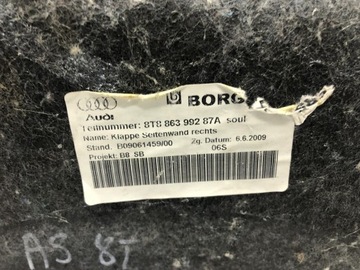 BORG
Audi
Teilnummer: 8T8 863 992 87A soul
Name: Klappe Seitenwand rechts
Stand. B09061459/00 Zg. Datum: 6.6.2009
06S
Projekt: B8 SB
AS 8T